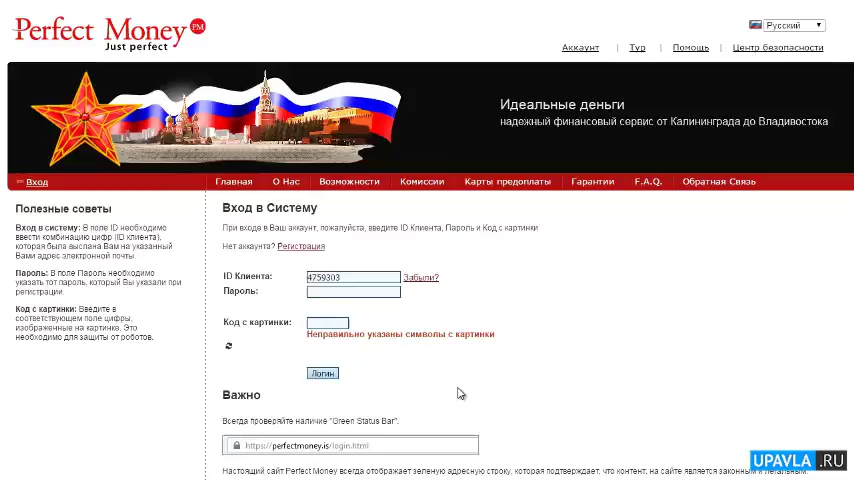 Perfect Money PM
Just perfect
Русский
Аккаунт | Тур | Помощь | Центр безопасности
Идеальные деньги
надежный финансовый сервис от Калининграда до Владивостока
Вход
Главная О Нас Возможности Комиссии Карты предоплаты Гарантии F.A.Q. Обратная Связь
Полезные советы
Вход в систему: В поле ID необходимо
ввести комбинацию цифр (ID клиента),
которая была выслана Вам на указанный
Вами адрес электронной почты.
Пароль: В поле Пароль необходимо
указать тот пароль, который Вы указали при
регистрации.
Код с картинки: Введите в
соответствующем поле цифры,
изображенные на картинке. Это
необходимо для защиты от роботов.
Вход в Систему
При входе в Ваш аккаунт, пожалуйста, введите ID Клиента, Пароль и Код с картинки
Нет аккаунта? Регистрация
ID Клиента: 4759303 Забыли?
Пароль:
Код с картинки:
Неправильно указаны символы с картинки
Логин
Важно
Всегда проверяйте наличие "Green Status Bar".
https://perfectmoney.is/login.html
Настоящий сайт Perfect Money всегда отображает зеленую адресную строку, которая подтверждает, что контент, на сайте является законным и легальным.
UPAVLA.RU